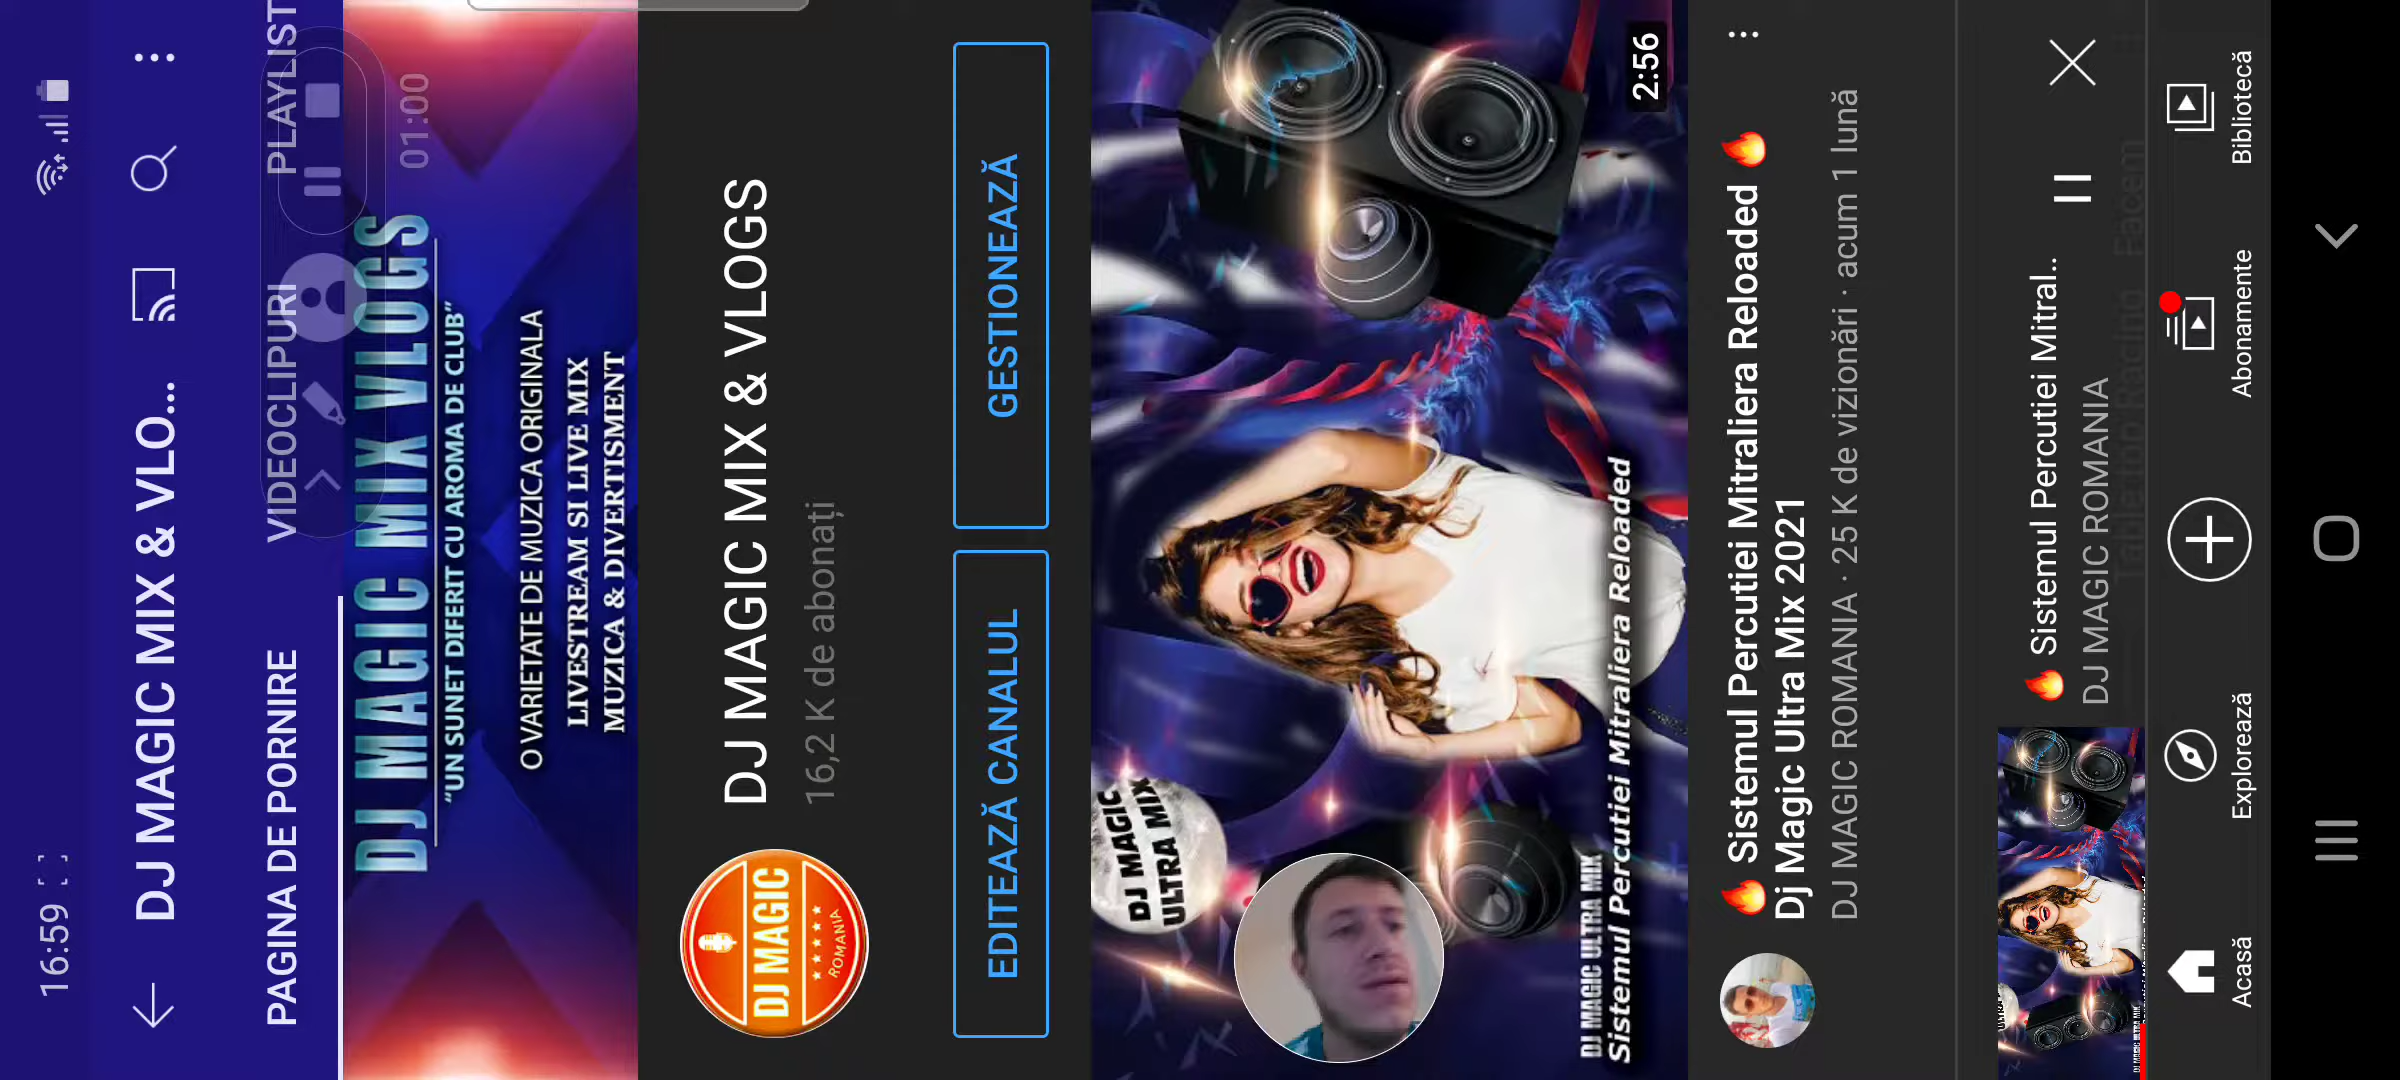 16:59
DJ MAGIC MIX & VLO...
PAGINA DE PORNIRE
VIDEOCLIPURI
PLAYLIST
01:00
DJ MAGIC MIX VLOGS
"UN SUNET DIFERIT CU AROMA DE CLUB"
O VARIETATE DE MUZICA ORIGINALA
LIVESTREAM SI LIVE MIX
MUZICA & DIVERTISMENT
DJ MAGIC
ROMANIA
DJ MAGIC MIX & VLOGS
16,2 K de abonați
EDITEAZĂ CANALUL
GESTIONEAZĂ
DJ MAGIC
ULTRA MIX
DJ MAGIC ULTRA MIX
Sistemul Percutiei Mitraliera Reloaded
2:56
🔥 Sistemul Percutiei Mitraliera Reloaded 🔥
Dj Magic Ultra Mix 2021
DJ MAGIC ROMANIA · 25 K de vizionări · acum 1 lună
🔥 Sistemul Percutiei Mitral..
DJ MAGIC ROMANIA
Acasă
Explorează
Abonamente
Bibliotecă